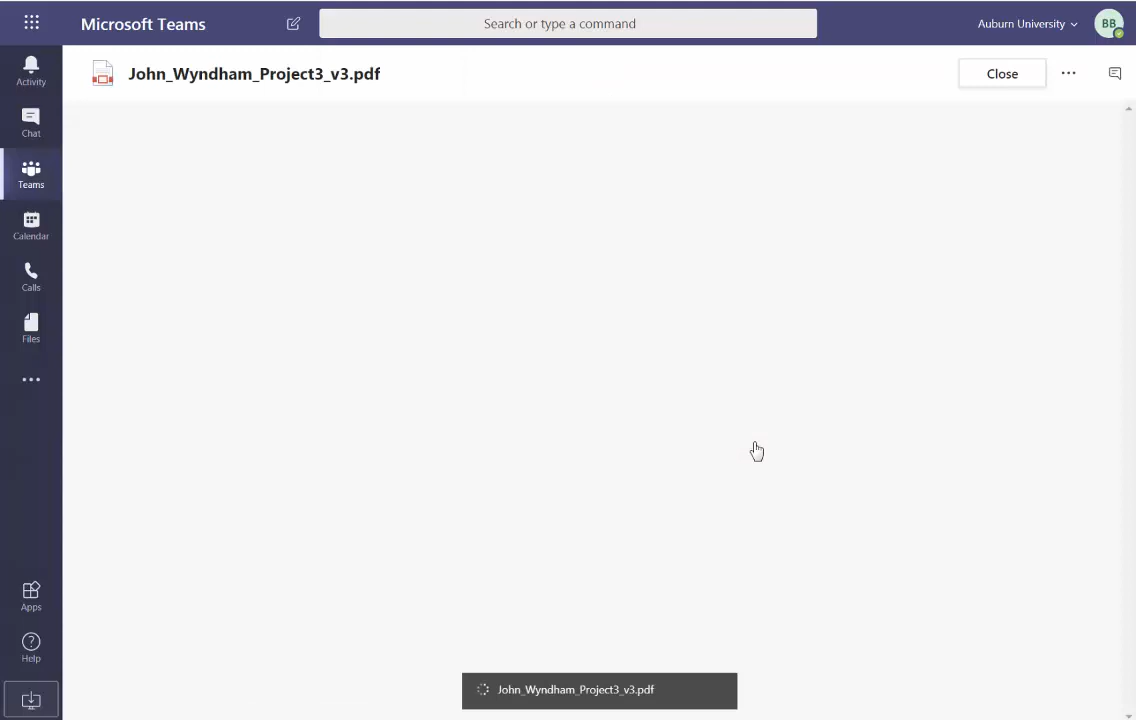 Microsoft Teams
Search or type a command
Auburn University
BB
Activity
John_Wyndham_Project3_v3.pdf
Close
Chat
Teams
Calendar
Calls
Files
Apps
Help
John_Wyndham_Project3_v3.pdf